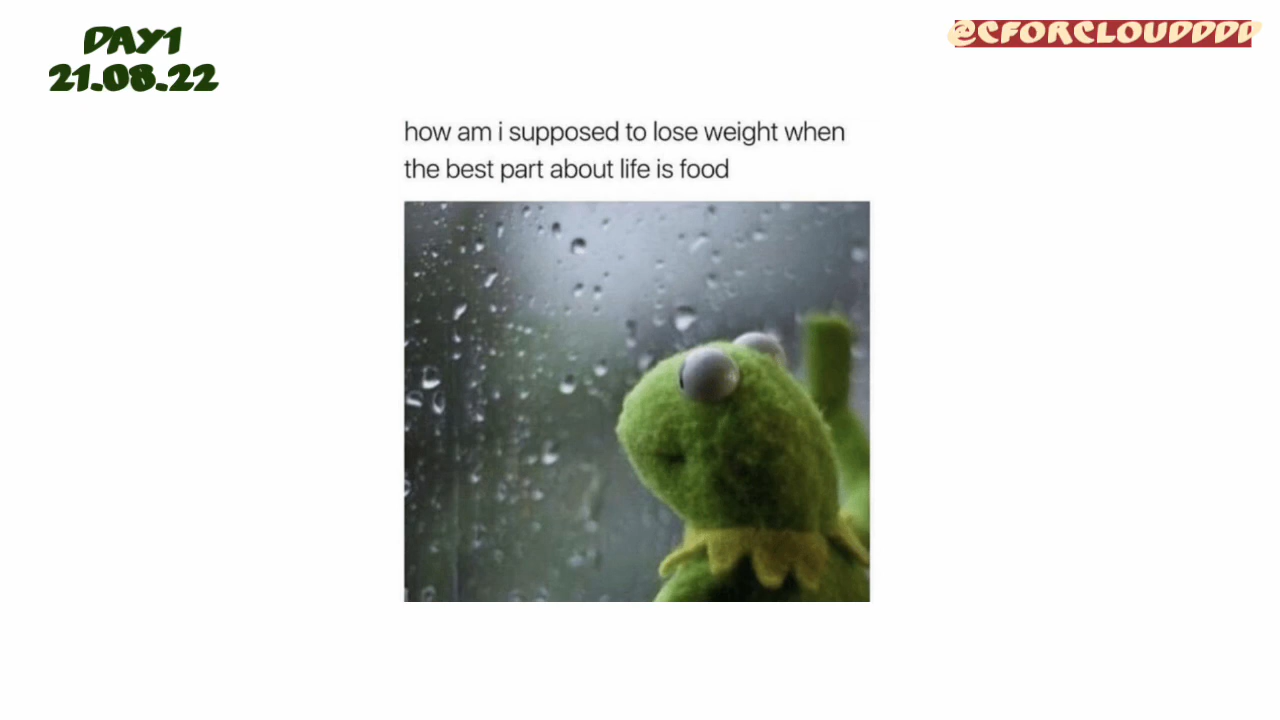 DAY1
21.08.22
@CFORCLOUDDDD
how am i supposed to lose weight when
the best part about life is food